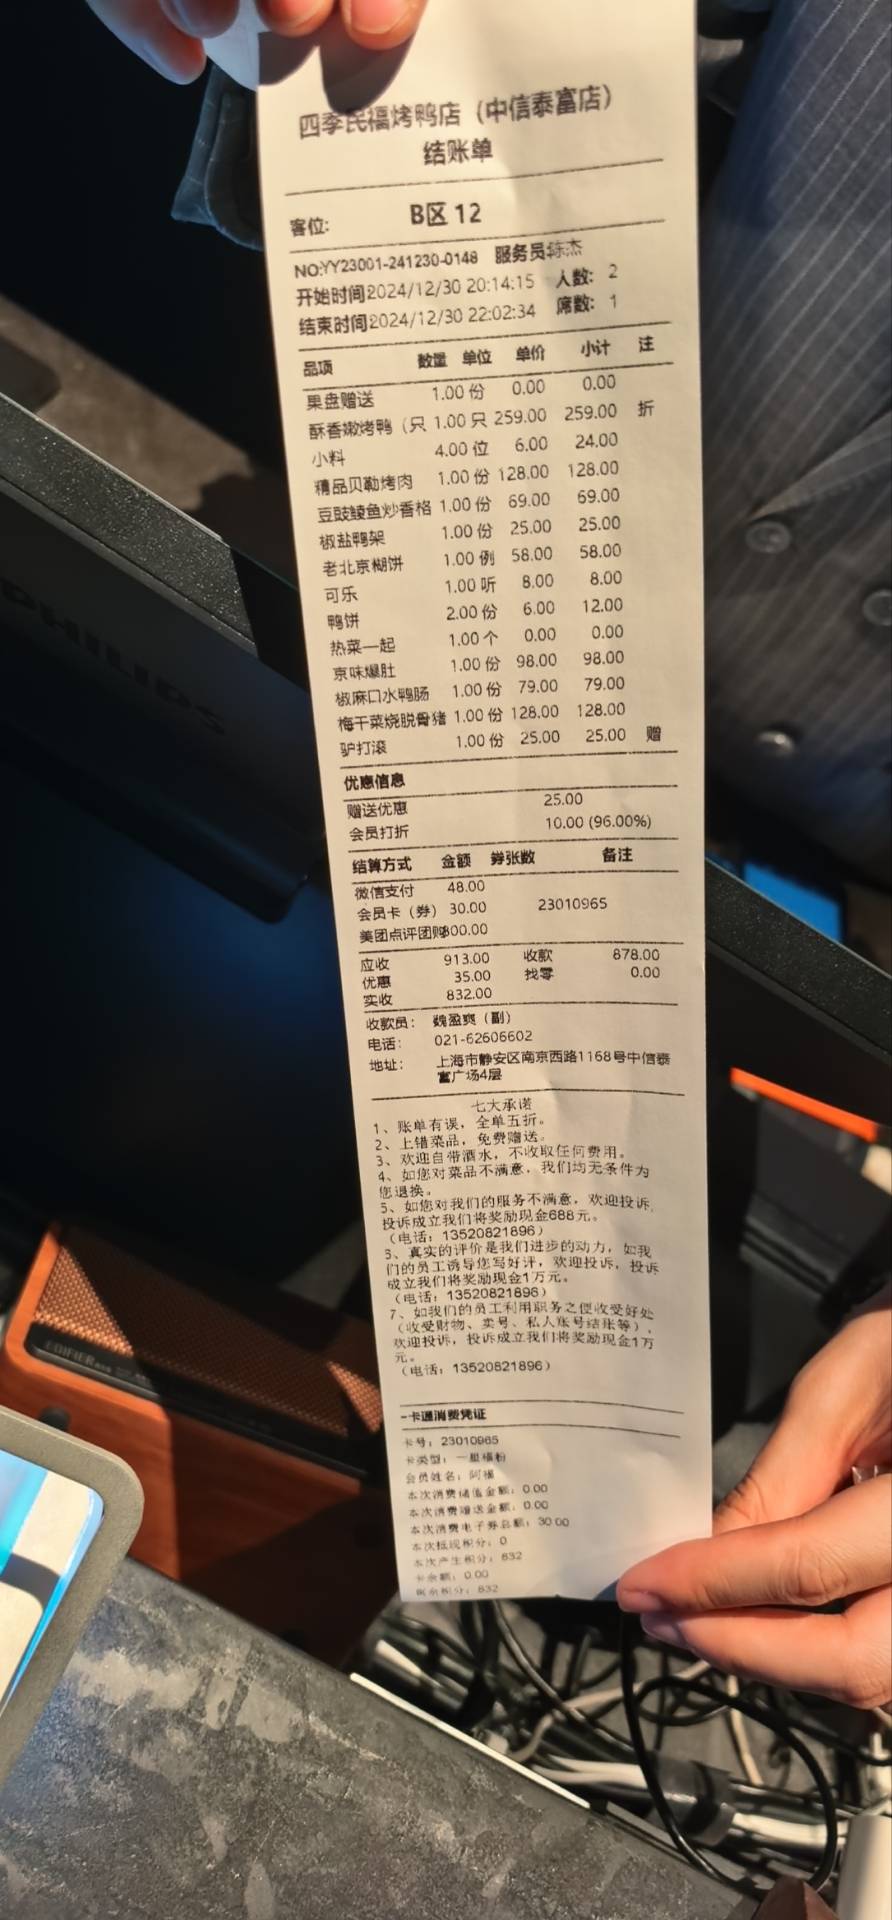 四季民福烤鸭店（中信泰富店）
结账单
客位: B区 12
NO:YY23001-241230-0148 服务员:陈杰
开始时间2024/12/30 20:14:15 人数: 2
结束时间2024/12/30 22:02:34 席数: 1
品项 数量 单位 单价 小计 注
果盘赠送 1.00 份 0.00 0.00
酥香嫩烤鸭（只 1.00 只 259.00 259.00 折
小料 4.00 位 6.00 24.00
精品贝勒烤肉 1.00 份 128.00 128.00
豆豉鲮鱼炒香格 1.00 份 69.00 69.00
椒盐鸭架 1.00 份 25.00 25.00
老北京糊饼 1.00 例 58.00 58.00
可乐 1.00 听 8.00 8.00
鸭饼 2.00 份 6.00 12.00
热菜一起 1.00 个 0.00 0.00
京味爆肚 1.00 份 98.00 98.00
椒麻口水鸭肠 1.00 份 79.00 79.00
梅干菜烧脱骨猪 1.00 份 128.00 128.00
驴打滚 1.00 份 25.00 25.00 赠
优惠信息
赠送优惠 25.00
会员打折 10.00 (96.00%)
结算方式 金额 券张数 备注
微信支付 48.00
会员卡（券） 30.00 23010965
美团点评团购800.00
应收 913.00 收款 878.00
优惠 35.00 找零 0.00
实收 832.00
收款员: 魏盈爽（副）
电话: 021-62606602
地址: 上海市静安区南京西路1168号中信泰
富广场4层
七大承诺
1、账单有误，全单五折。
2、上错菜品，免费赠送。
3、欢迎自带酒水，不收取任何费用。
4、如您对菜品不满意，我们均无条件为
您退换。
5、如您对我们的服务不满意，欢迎投诉，
投诉成立我们将奖励现金688元。
（电话：13520821896）
6、真实的评价是我们进步的动力，如我
们的员工诱导您写好评，欢迎投诉，投诉
成立我们将奖励现金1万元。
（电话：13520821896）
7、如我们的员工利用职务之便收受好处
（收受财物、卖号、私人账号结账等），
欢迎投诉，投诉成立我们将奖励现金1万
元。
（电话：13520821896）
一卡通消费凭证
卡号：23010965
卡类型：一星福粉
会员姓名：阿福
本次消费储值金额：0.00
本次消费赠送金额：0.00
本次消费电子券总额：30.00
本次抵现积分：0
本次产生积分：832
卡余额：0.00
剩余积分：832
PHILIPS
EDIFIER